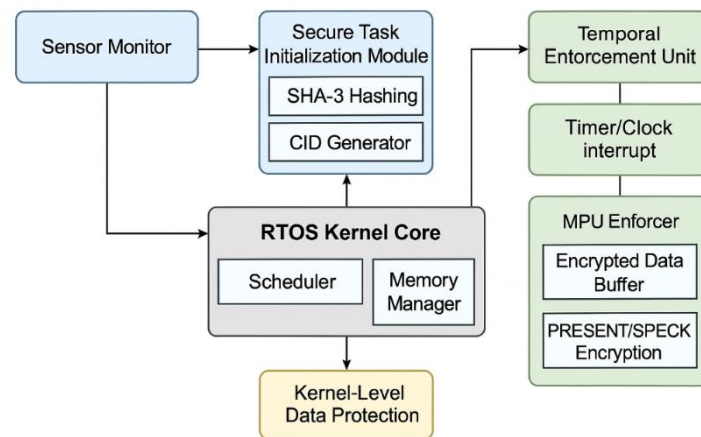 Sensor Monitor
Secure Task
Initialization Module
SHA-3 Hashing
CID Generator
Temporal
Entorcement Unit
Timer/Clock
interrupt
RTOS Kernel Core
Scheduler
Memory
Manager
MPU Enforcer
Encrypted Data
Buffer
PRESENT/SPECK
Encryption
Kernel-Level
Data Protection